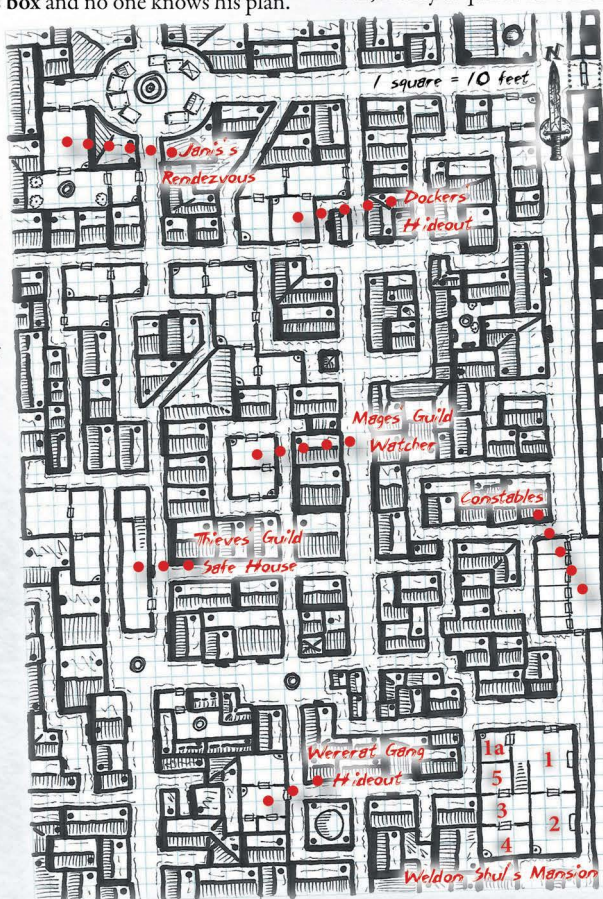 box and no one knows his plan.
N
1 square = 10 feet
Janis's
Rendezvous
Dockers'
Hideout
Mages' Guild
Watcher
Constables
Thieves' Guild
Safe House
Wererat Gang
Hideout
1a
1
5
3
2
4
Weldon Shul's Mansion